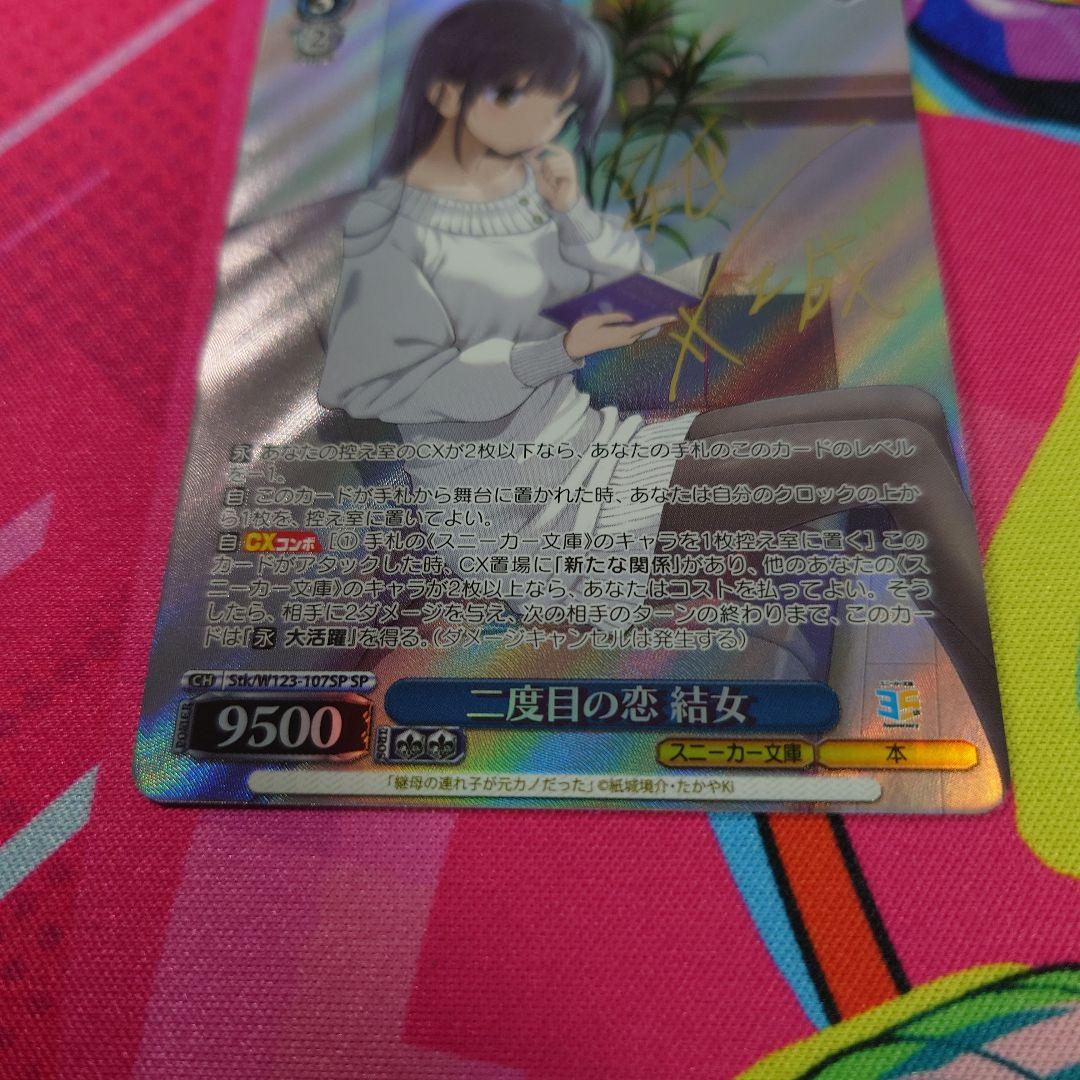 3
2
永 あなたの控え室のCXが2枚以下なら、あなたの手札のこのカードのレベル
を－1。
自 このカードが手札から舞台に置かれた時、あなたは自分のクロックの上か
ら1枚を、控え室に置いてよい。
自 CXコンボ ［① 手札の《スニーカー文庫》のキャラを1枚控え室に置く］ この
カードがアタックした時、CX置場に「新たな関係」があり、他のあなたの《ス
ニーカー文庫》のキャラが2枚以上なら、あなたはコストを払ってよい。そう
したら、相手に2ダメージを与え、次の相手のターンの終わりまで、このカー
ドは『永 大活躍』を得る。（ダメージキャンセルは発生する）
CH Stk/W123-107SP SP
POWER 9500
SOUL
二度目の恋 結女
スニーカー文庫 35 Anniversary
スニーカー文庫 本
「継母の連れ子が元カノだった」©紙城境介・たかやKi